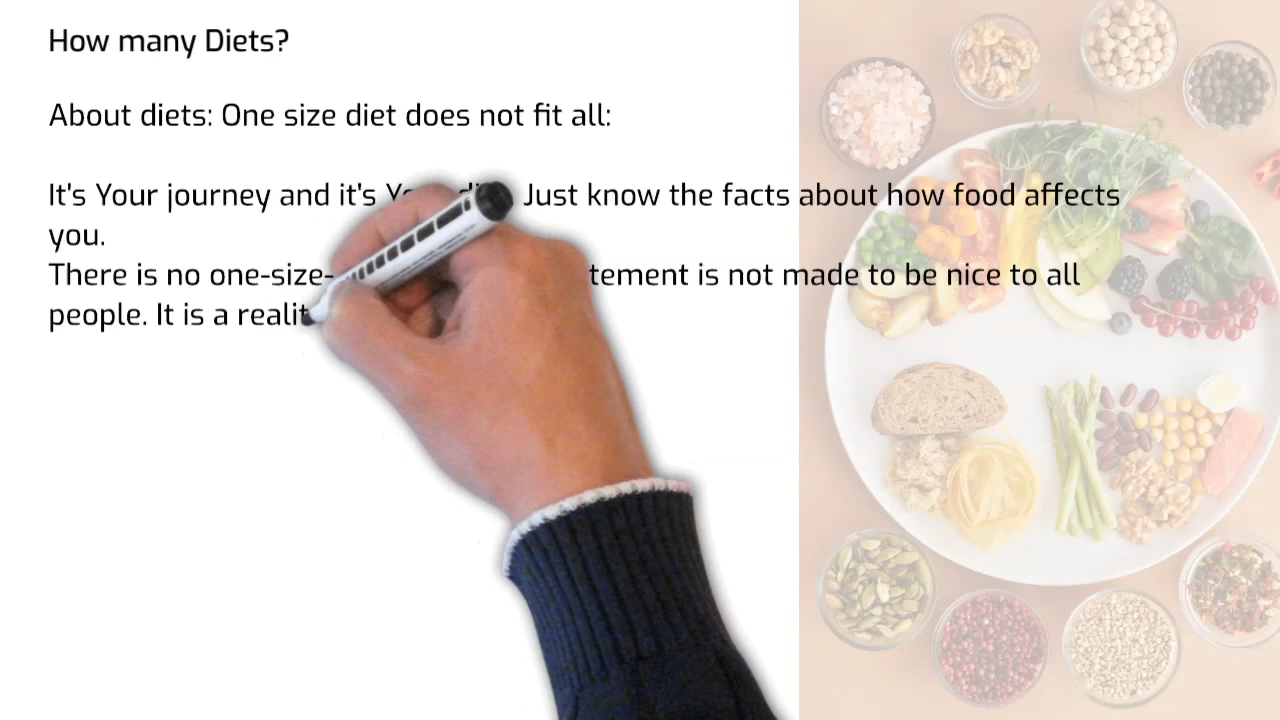 How many Diets?
About diets: One size diet does not fit all:
It's Your journey and it's Just know the facts about how food affects
you.
There is no one-size- tement is not made to be nice to all
people. It is a realit